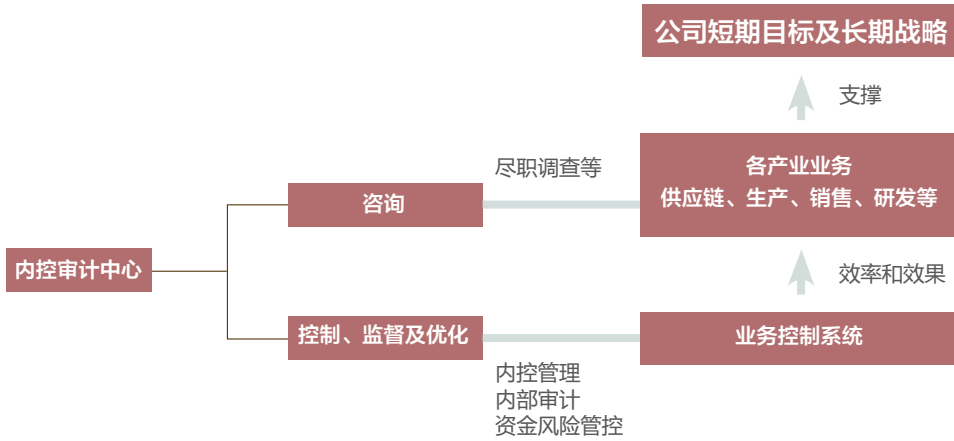 公司短期目标及长期战略
支撑
尽职调查等
各产业业务
供应链、生产、销售、研发等
咨询
内控审计中心
效率和效果
控制、监督及优化
业务控制系统
内控管理
内部审计
资金风险管控